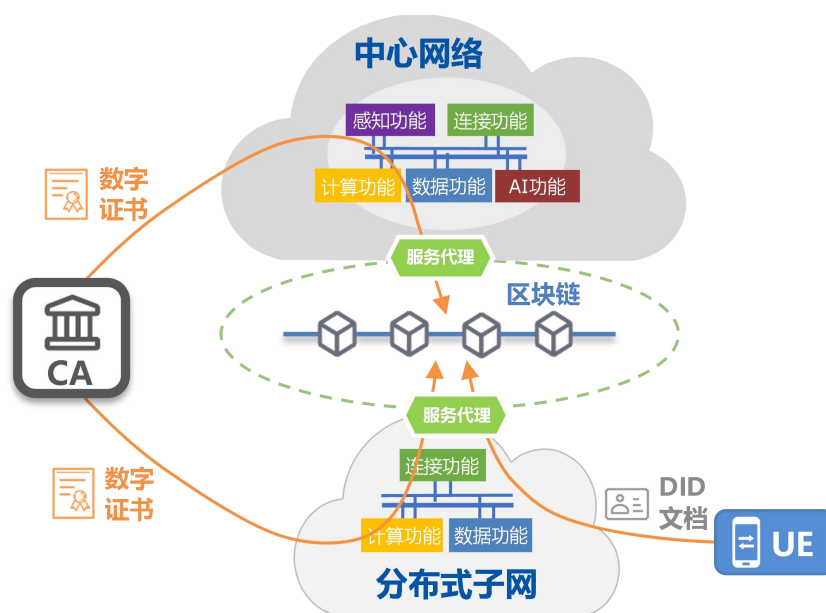 中心网络
感知功能
连接功能
计算功能
数据功能
AI功能
数字
证书
服务代理
区块链
CA
服务代理
连接功能
数字
证书
计算功能
数据功能
DID
文档
UE
分布式子网